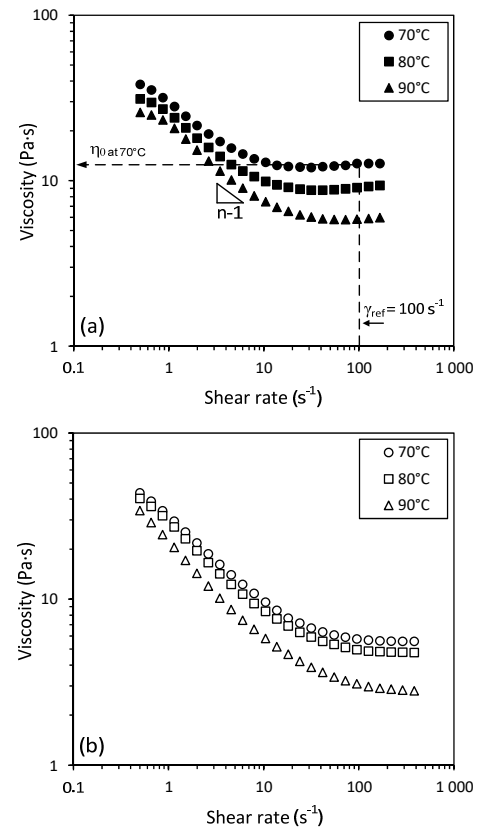 100
70°C
80°C
90°C
Viscosity (Pa·s)
η0 at 70°C
10
n-1
γref = 100 s-1
(a)
1
0.1
1
10
100
1 000
Shear rate (s-1)
100
70°C
80°C
90°C
Viscosity (Pa·s)
10
(b)
1
0.1
1
10
100
1 000
Shear rate (s-1)